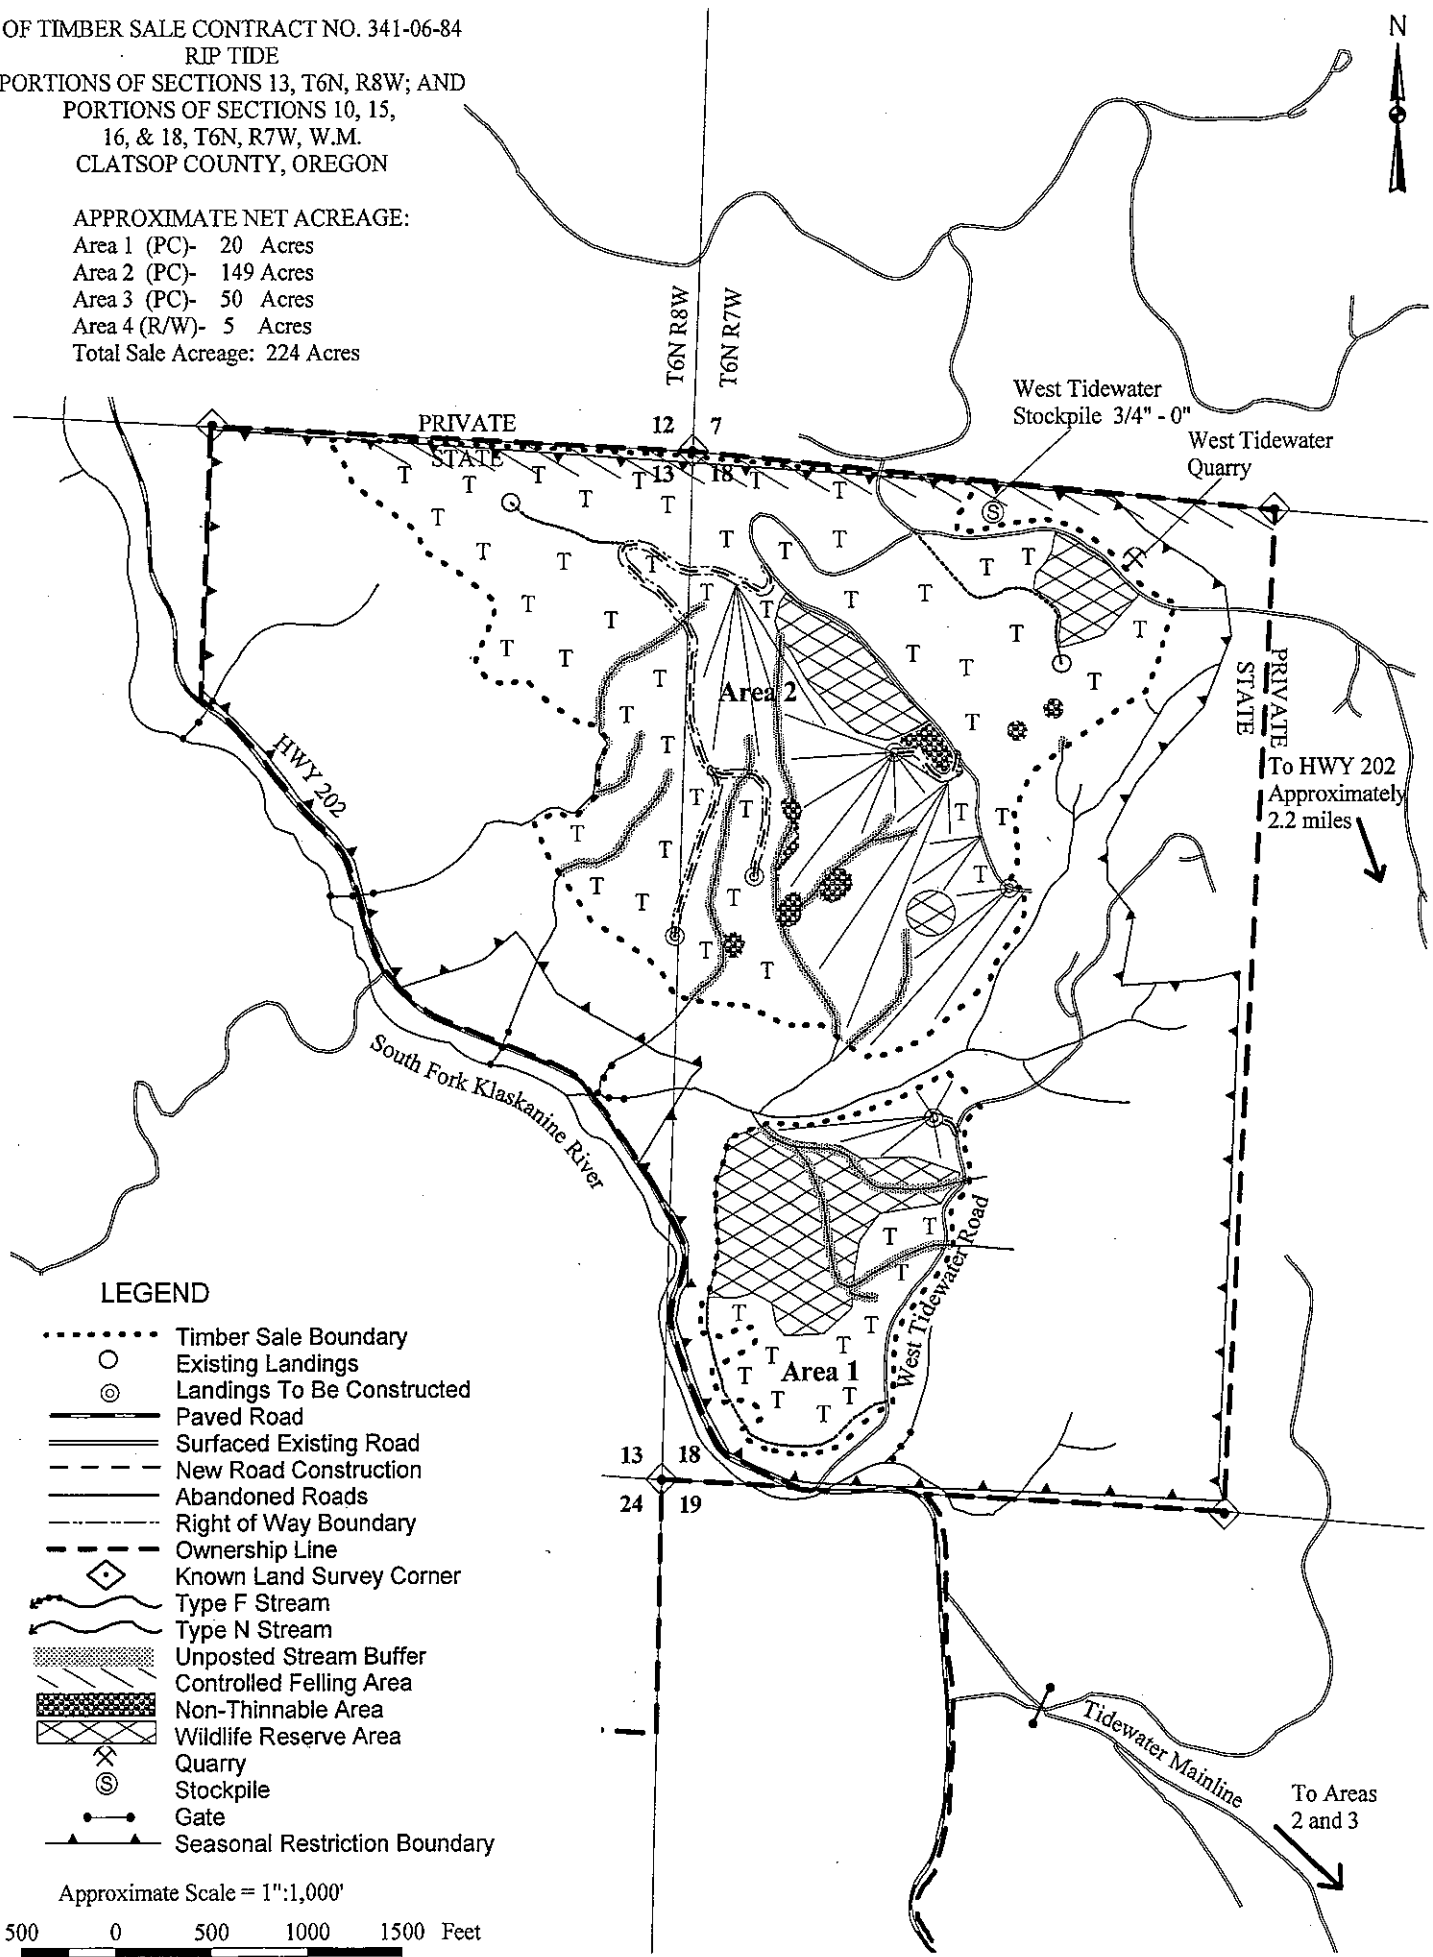 OF TIMBER SALE CONTRACT NO. 341-06-84
RIP TIDE
PORTIONS OF SECTIONS 13, T6N, R8W; AND
PORTIONS OF SECTIONS 10, 15,
16, & 18, T6N, R7W, W.M.
CLATSOP COUNTY, OREGON
APPROXIMATE NET ACREAGE:
Area 1 (PC)- 20 Acres
Area 2 (PC)- 149 Acres
Area 3 (PC)- 50 Acres
Area 4 (R/W)- 5 Acres
Total Sale Acreage: 224 Acres
N
T6N R8W
T6N R7W
West Tidewater
Stockpile 3/4" - 0"
West Tidewater
Quarry
PRIVATE
STATE
12 7
13 18
S
Area 2
PRIVATE
STATE
HWY 202
To HWY 202
Approximately
2.2 miles
South Fork Klaskanine River
West Tidewater Road
Area 1
13 18
24 19
Tidewater Mainline
To Areas
2 and 3
LEGEND
Timber Sale Boundary
Existing Landings
Landings To Be Constructed
Paved Road
Surfaced Existing Road
New Road Construction
Abandoned Roads
Right of Way Boundary
Ownership Line
Known Land Survey Corner
Type F Stream
Type N Stream
Unposted Stream Buffer
Controlled Felling Area
Non-Thinnable Area
Wildlife Reserve Area
Quarry
S Stockpile
Gate
Seasonal Restriction Boundary
Approximate Scale = 1":1,000'
500 0 500 1000 1500 Feet